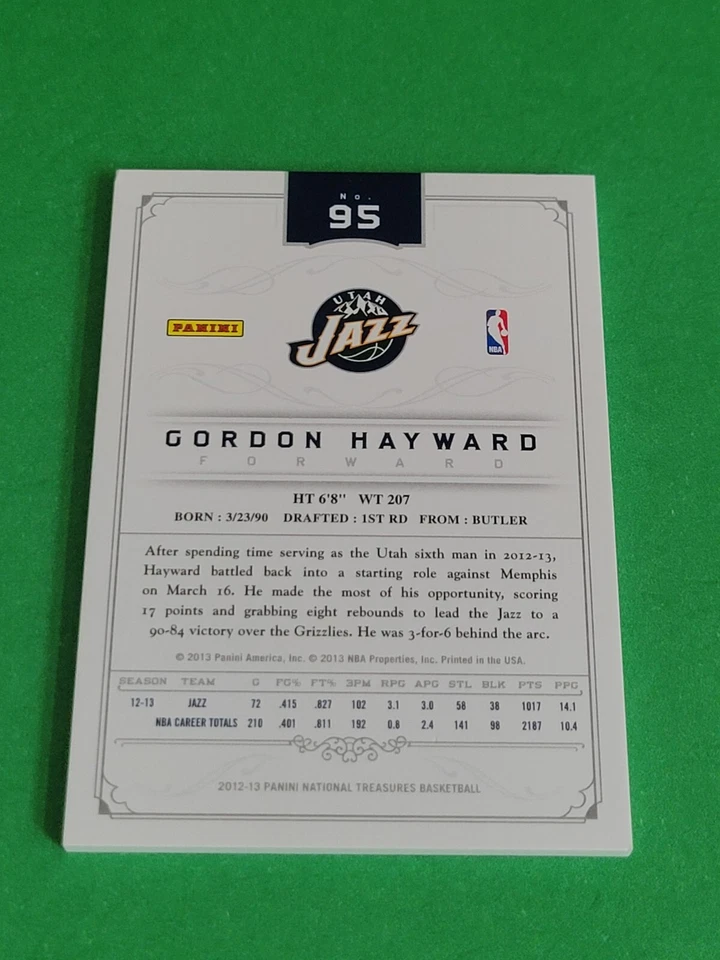 No.
95
PANINI
UTAH
JAZZ
NBA
GORDON HAYWARD
FORWARD
HT 6'8" WT 207
BORN : 3/23/90 DRAFTED : 1ST RD FROM : BUTLER
After spending time serving as the Utah sixth man in 2012-13,
Hayward battled back into a starting role against Memphis
on March 16. He made the most of his opportunity, scoring
17 points and grabbing eight rebounds to lead the Jazz to a
90-84 victory over the Grizzlies. He was 3-for-6 behind the arc.
© 2013 Panini America, Inc. © 2013 NBA Properties, Inc. Printed in the USA.
SEASON TEAM G FG% FT% 3PM RPG APG STL BLK PTS PPG
12-13 JAZZ 72 .415 .827 102 3.1 3.0 58 38 1017 14.1
NBA CAREER TOTALS 210 .401 .811 192 0.8 2.4 141 98 2187 10.4
2012-13 PANINI NATIONAL TREASURES BASKETBALL